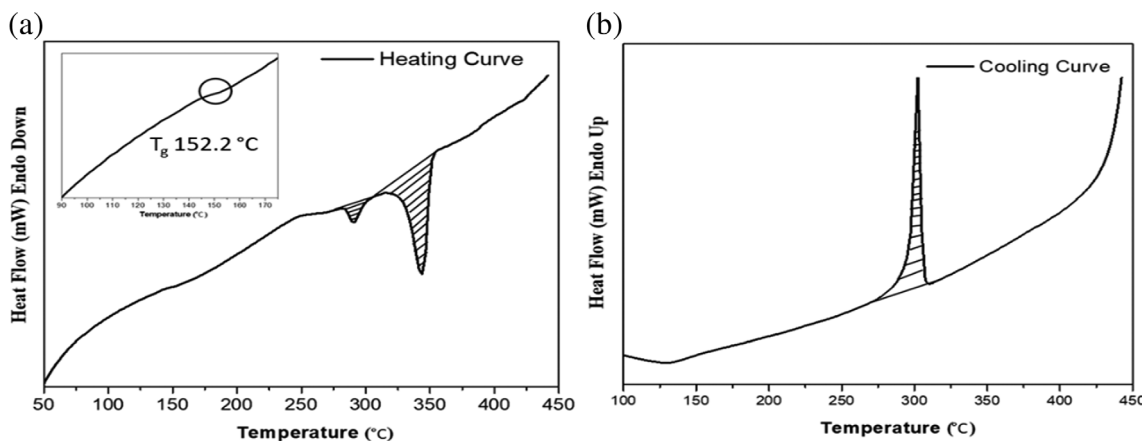 (a)
Heating Curve
Heat Flow (mW) Endo Down
T_g 152.2 °C
90 100 110 120 130 140 150 160 170
Temperature (°C)
50 100 150 200 250 300 350 400 450
Temperature (°C)
(b)
Cooling Curve
Heat Flow (mW) Endo Up
100 150 200 250 300 350 400 450
Temperature (°C)